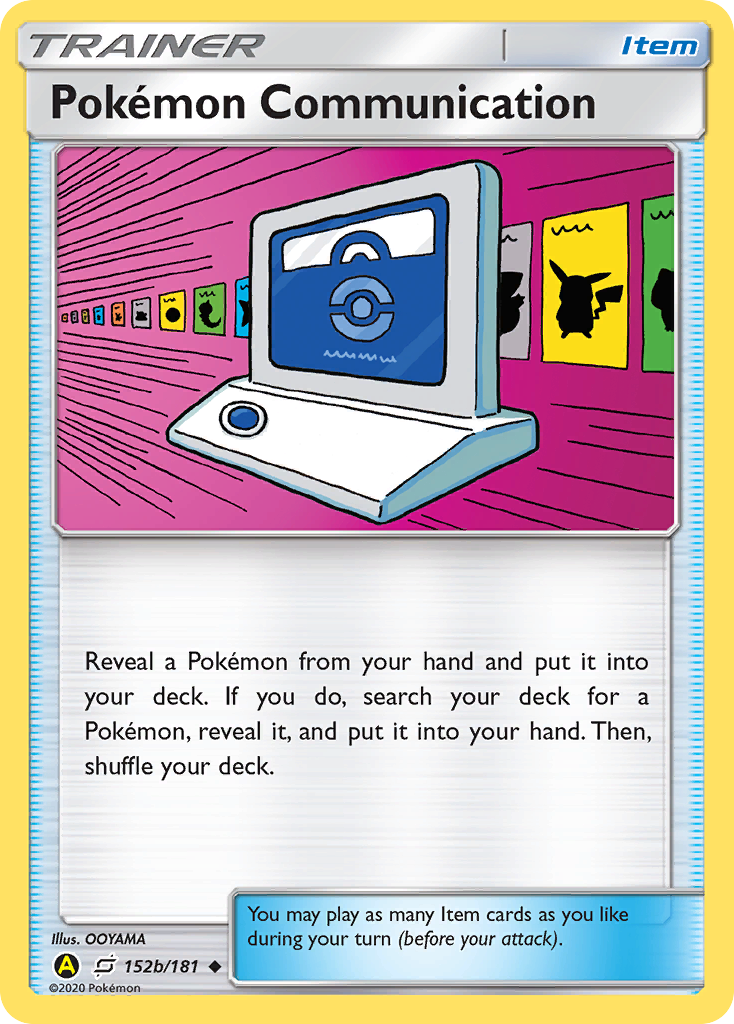 TRAINER
Item
Pokémon Communication
Reveal a Pokémon from your hand and put it into
your deck. If you do, search your deck for a
Pokémon, reveal it, and put it into your hand. Then,
shuffle your deck.
You may play as many Item cards as you like
during your turn (before your attack).
Illus. OOYAMA
A 152b/181
©2020 Pokémon